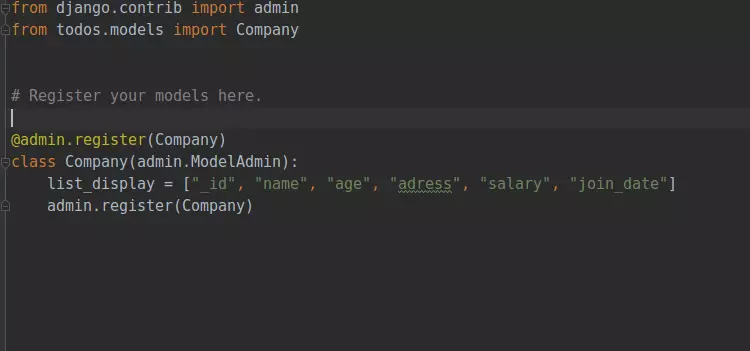 from django.contrib import admin
from todos.models import Company
# Register your models here.
@admin.register(Company)
class Company(admin.ModelAdmin):
    list_display = ["_id", "name", "age", "adress", "salary", "join_date"]
    admin.register(Company)